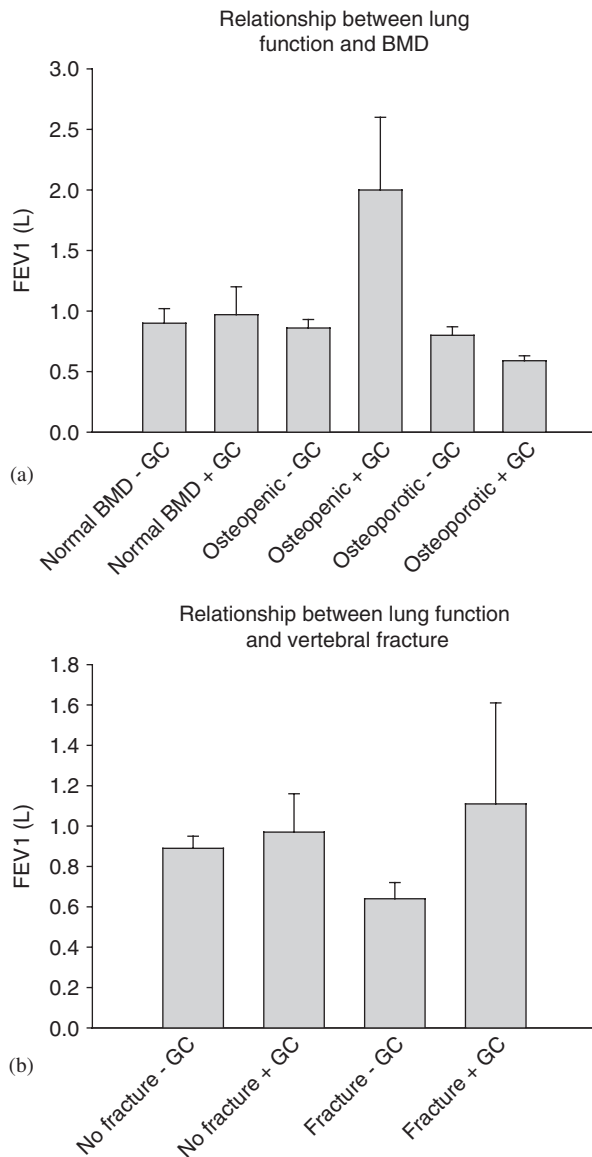 Relationship between lung
function and BMD
3.0
2.5
2.0
1.5
1.0
0.5
0.0
FEV1 (L)
Normal BMD - GC
Normal BMD + GC
Osteopenic - GC
Osteopenic + GC
Osteoporotic - GC
Osteoporotic + GC
(a)
Relationship between lung function
and vertebral fracture
1.8
1.6
1.4
1.2
1.0
0.8
0.6
0.4
0.2
0.0
FEV1 (L)
No fracture - GC
No fracture + GC
Fracture - GC
Fracture + GC
(b)